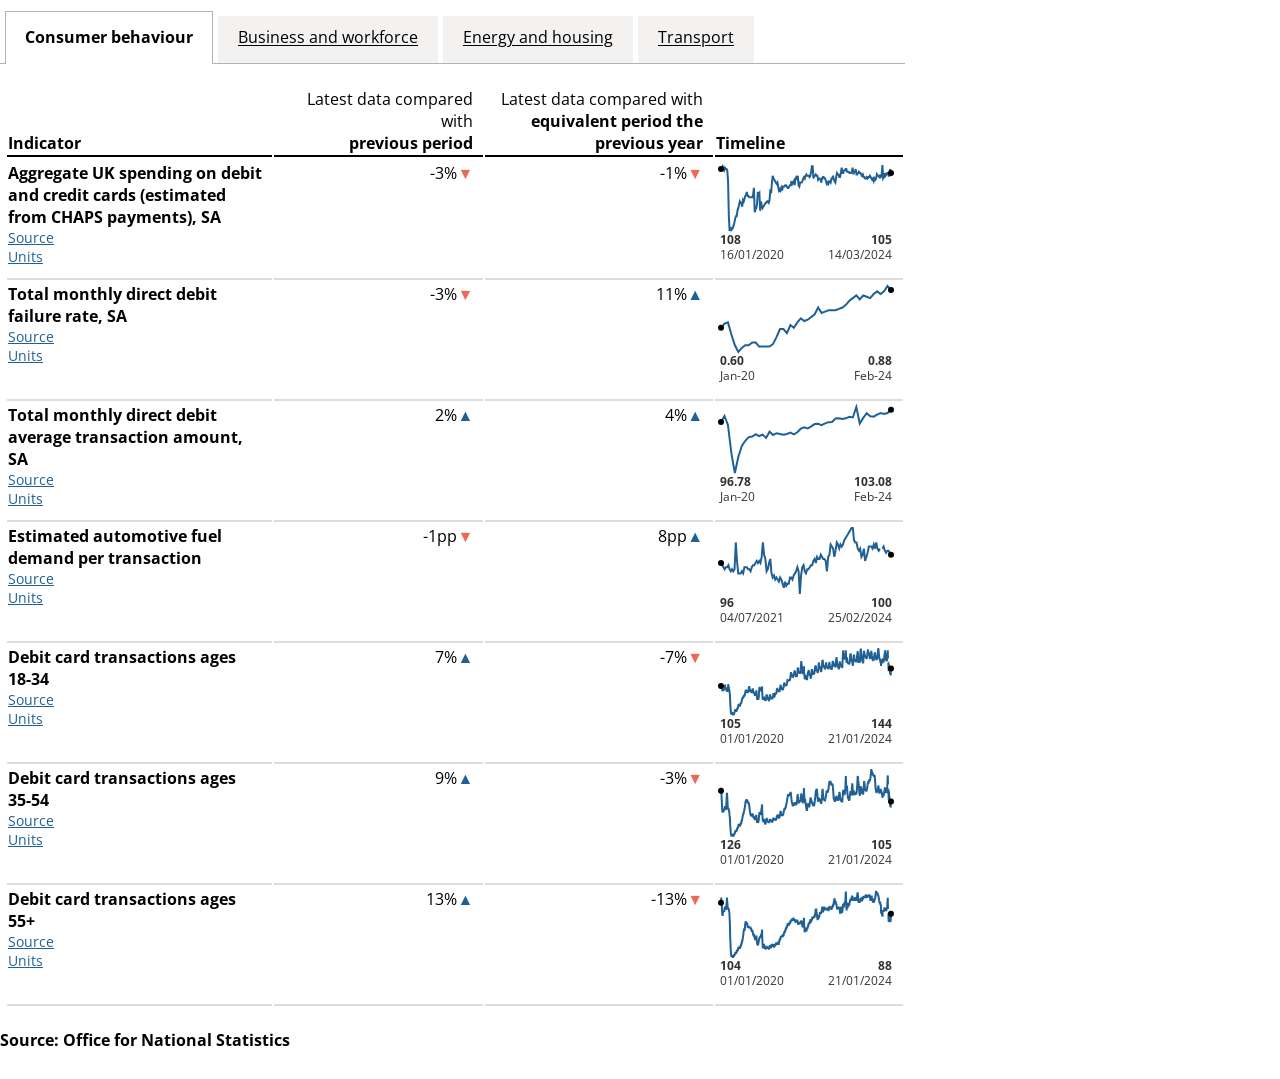 Consumer behaviour
Business and workforce
Energy and housing
Transport
Indicator
Latest data compared
with
previous period
Latest data compared with
equivalent period the
previous year
Timeline
Aggregate UK spending on debit
and credit cards (estimated
from CHAPS payments), SA
Source
Units
-3%▼
-1%▼
108
105
16/01/2020
14/03/2024
Total monthly direct debit
failure rate, SA
Source
Units
-3%▼
11%▲
0.60
0.88
Jan-20
Feb-24
Total monthly direct debit
average transaction amount,
SA
Source
Units
2%▲
4%▲
96.78
103.08
Jan-20
Feb-24
Estimated automotive fuel
demand per transaction
Source
Units
-1pp▼
8pp▲
96
100
04/07/2021
25/02/2024
Debit card transactions ages
18-34
Source
Units
7%▲
-7%▼
105
144
01/01/2020
21/01/2024
Debit card transactions ages
35-54
Source
Units
9%▲
-3%▼
126
105
01/01/2020
21/01/2024
Debit card transactions ages
55+
Source
Units
13%▲
-13%▼
104
88
01/01/2020
21/01/2024
Source: Office for National Statistics